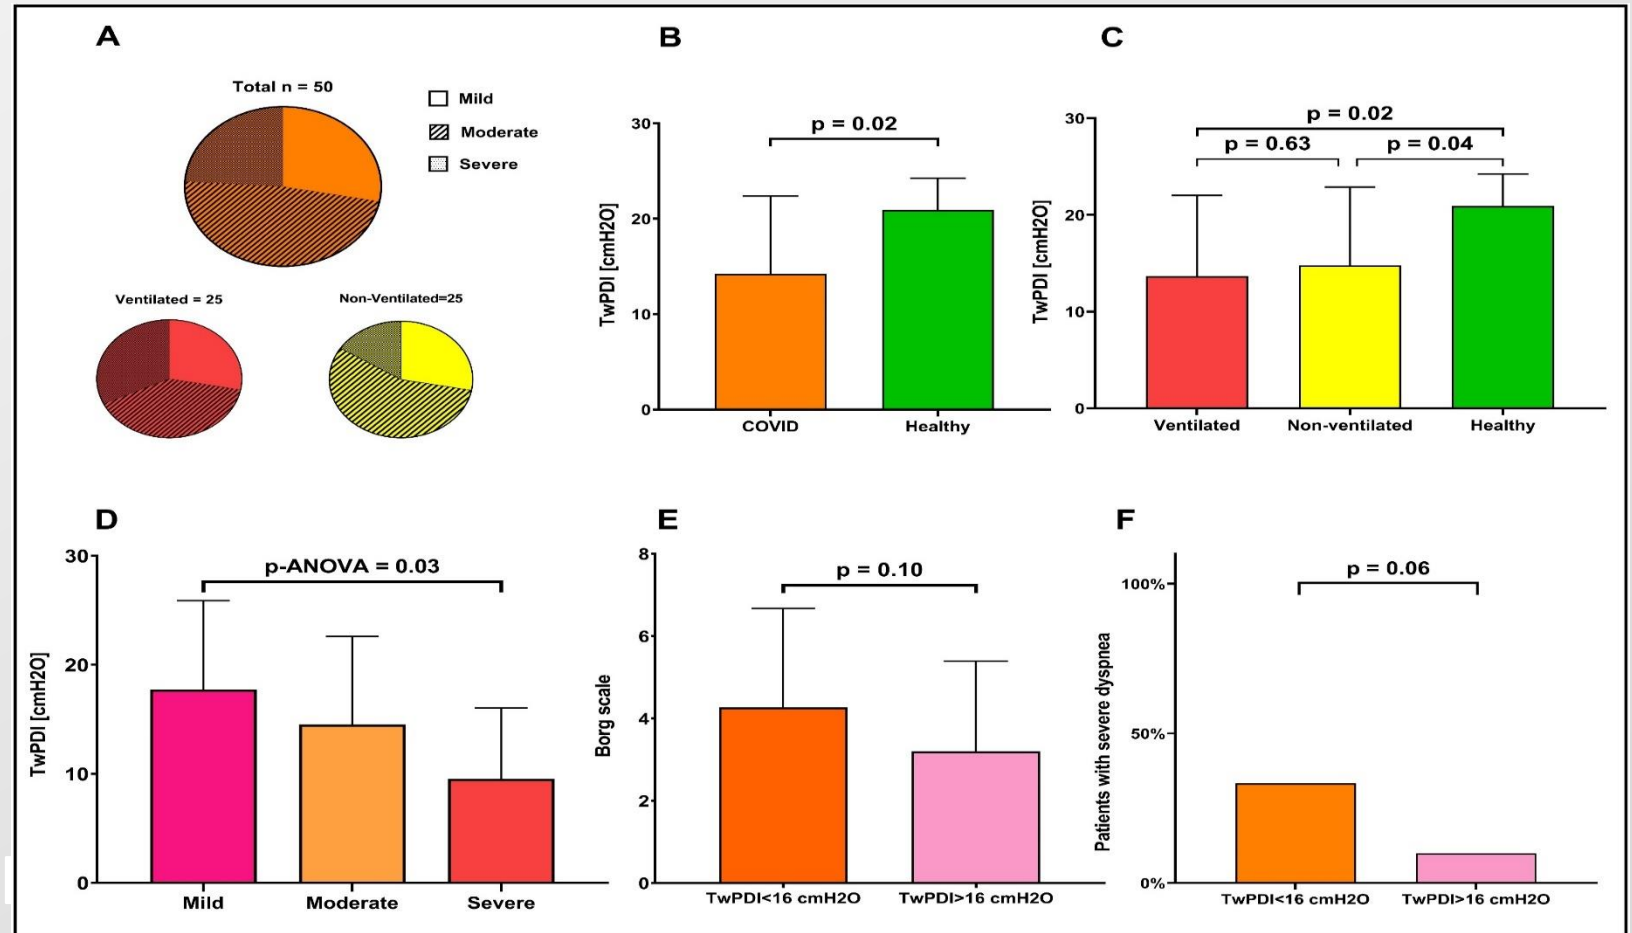 A
Total n = 50
Mild
Moderate
Severe
Ventilated = 25
Non-Ventilated=25
B
TwPDI [cmH2O]
30
20
10
0
p = 0.02
COVID
Healthy
C
TwPDI [cmH2O]
30
20
10
0
p = 0.02
p = 0.63
p = 0.04
Ventilated
Non-ventilated
Healthy
D
TwPDI [cmH2O]
30
20
10
0
p-ANOVA = 0.03
Mild
Moderate
Severe
E
Borg scale
8
6
4
2
0
p = 0.10
TwPDI<16 cmH2O
TwPDI>16 cmH2O
F
Patients with severe dyspnea
100%
50%
0%
p = 0.06
TwPDI<16 cmH2O
TwPDI>16 cmH2O